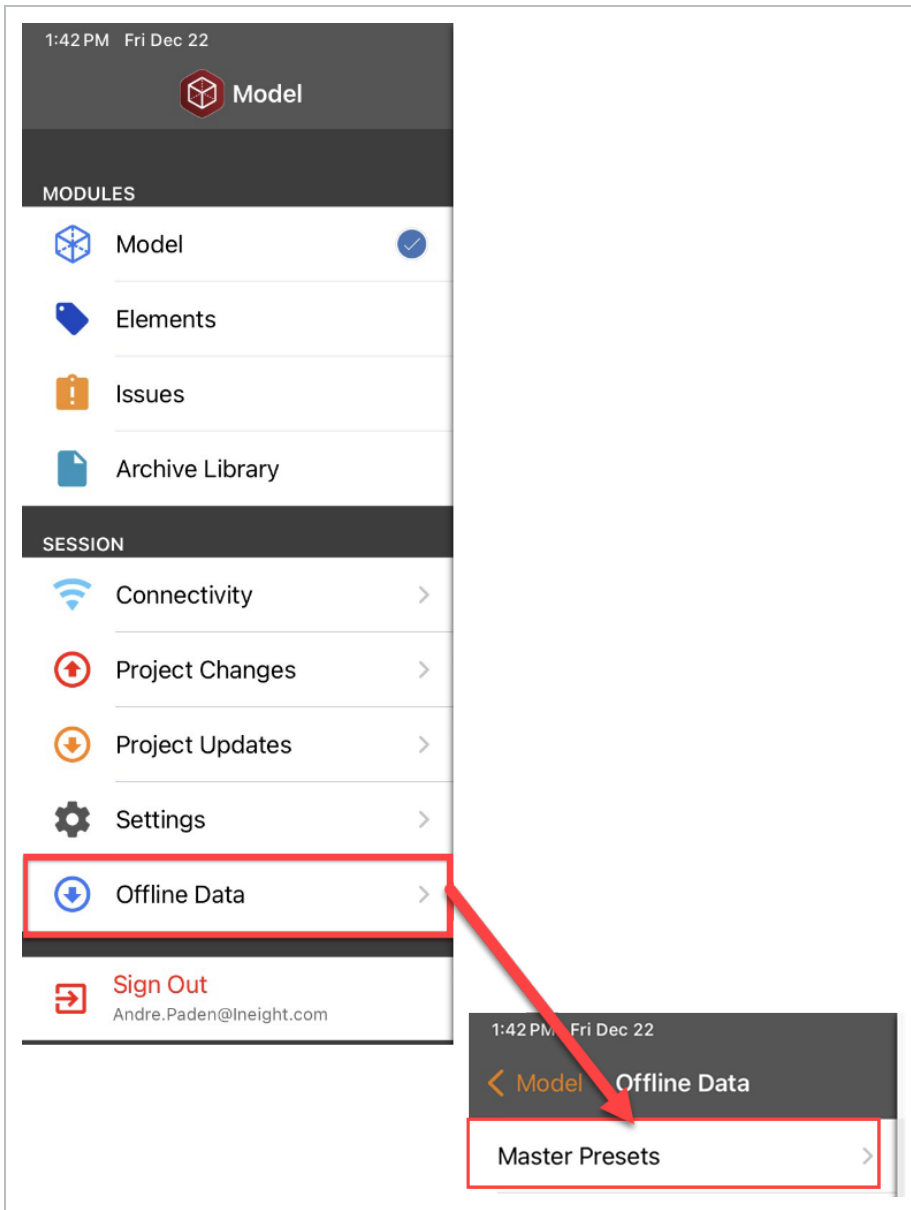 1:42 PM Fri Dec 22
Model
MODULES
Model
Elements
Issues
Archive Library
SESSION
Connectivity
Project Changes
Project Updates
Settings
Offline Data
Sign Out
Andre.Paden@Ineight.com
1:42 PM Fri Dec 22
Model Offline Data
Master Presets